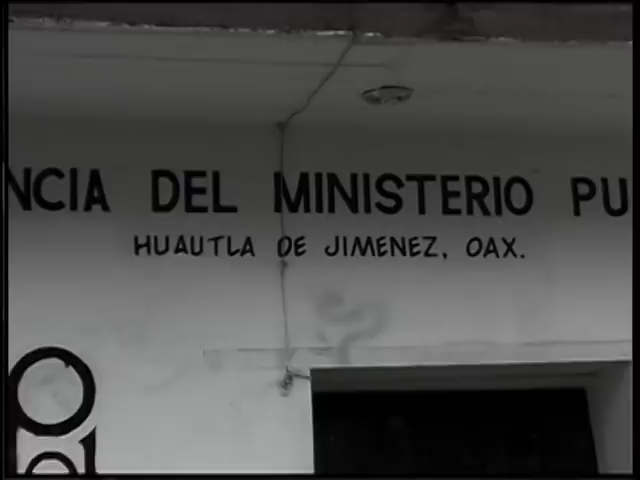 NCIA DEL MINISTERIO PU
HUAUTLA DE JIMENEZ, OAX.